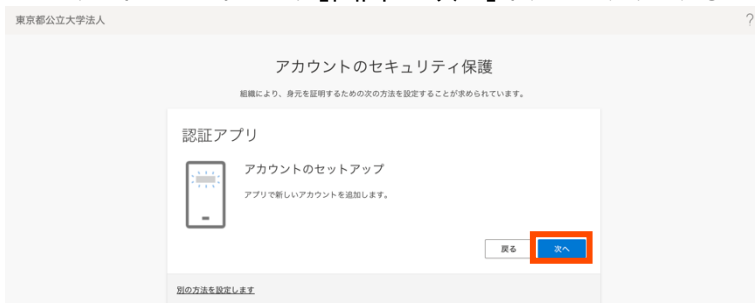 東京都公立大学法人
?
アカウントのセキュリティ保護
組織により、身元を証明するための次の方法を設定することが求められています。
認証アプリ
アカウントのセットアップ
アプリで新しいアカウントを追加します。
戻る
次へ
別の方法を設定します